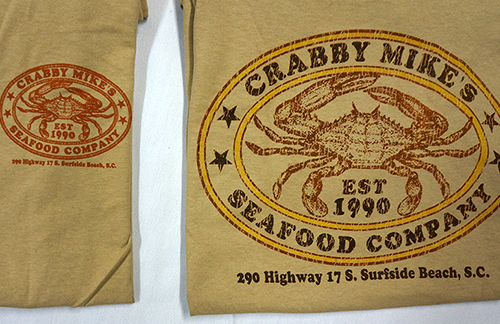 CRABBY MIKE'S
EST
1990
SEAFOOD COMPANY
290 Highway 17 S. Surfside Beach, S.C.
CRABBY MIKE'S
EST
1990
SEAFOOD COMPANY
290 Highway 17 S. Surfside Beach, S.C.